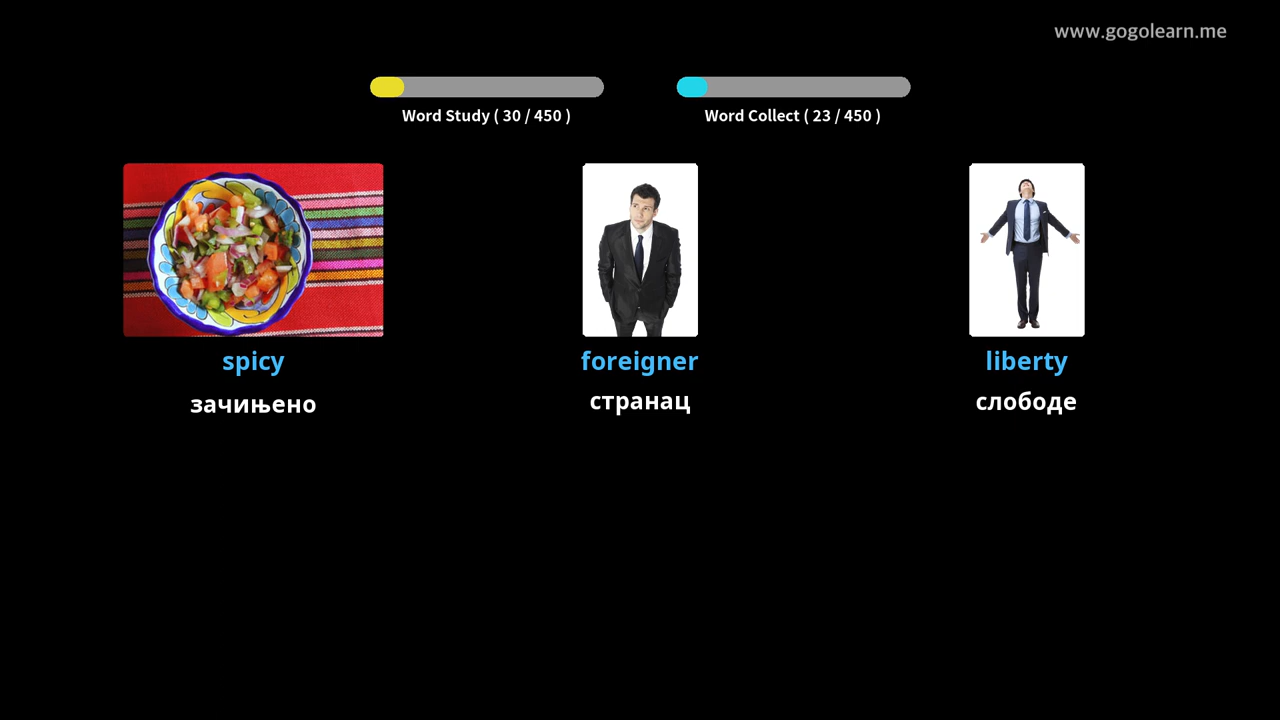 www.gogolearn.me
Word Study ( 30 / 450 )
Word Collect ( 23 / 450 )
spicy
foreigner
liberty
зачињено
странац
слободе